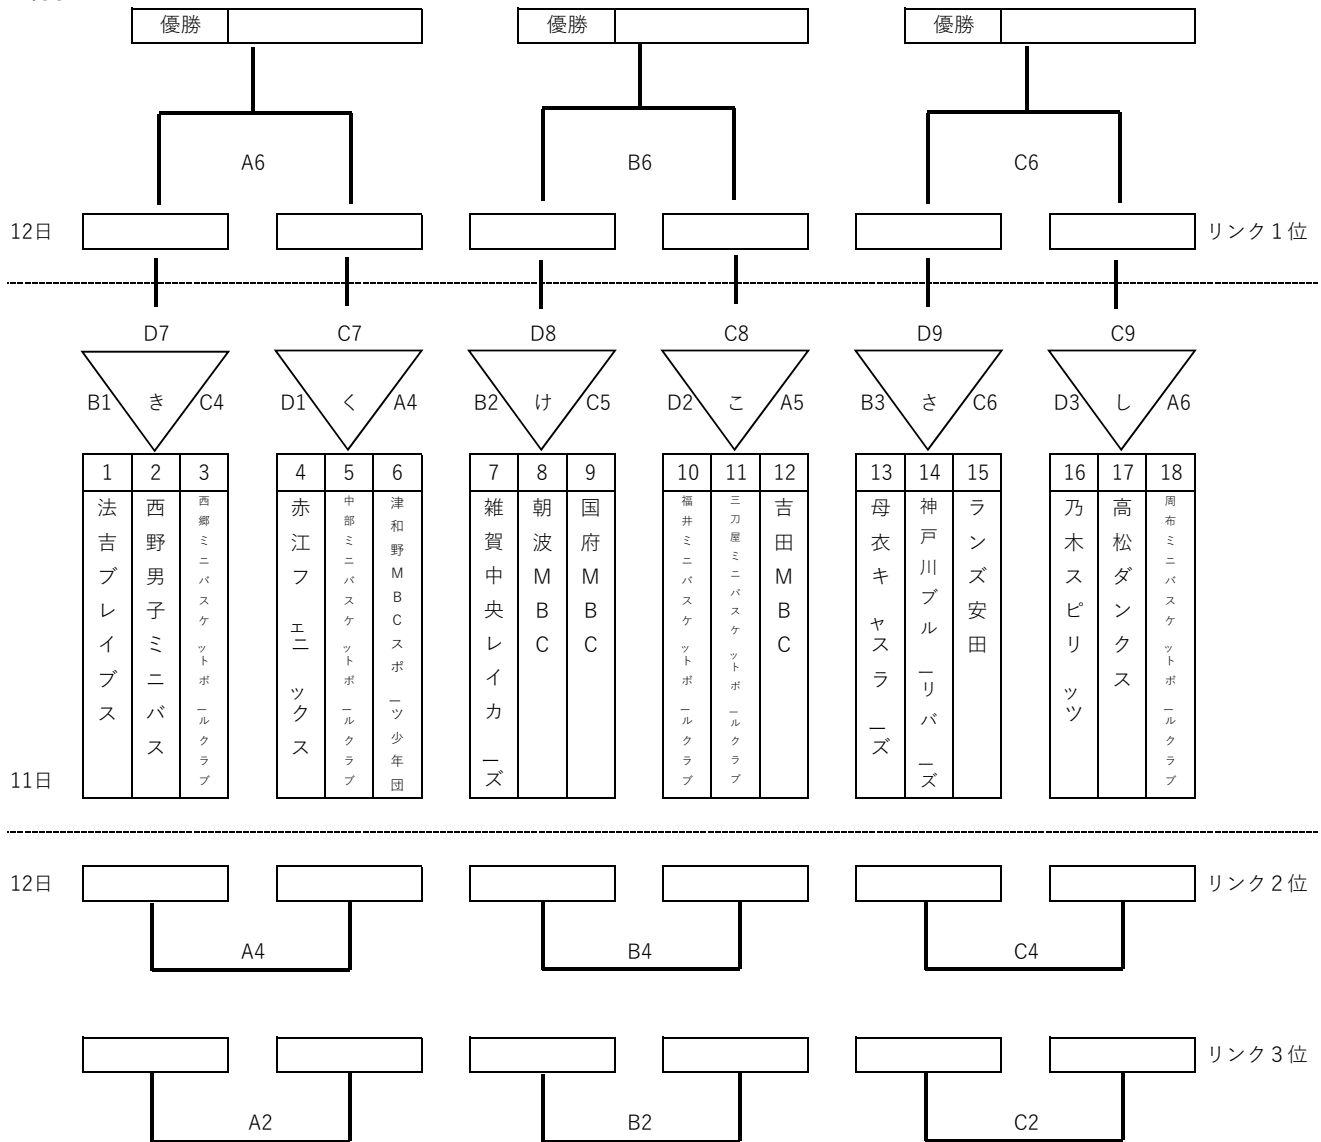 優勝 優勝 優勝
A6 B6 C6
12日 リンク1位
D7 C7 D8 C8 D9 C9
B1 き C4 D1 く A4 B2 け C5 D2 こ A5 B3 さ C6 D3 し A6
1 2 3 4 5 6 7 8 9 10 11 12 13 14 15 16 17 18
法吉ブレイブス
西野男子ミニバス
西郷ミニバスケットボールクラブ
赤江フェニックス
中部ミニバスケットボールクラブ
津和野MBCスポーツ少年団
雑賀中央レイカーズ
朝波MBC
国府MBC
福井ミニバスケットボールクラブ
三刀屋ミニバスケットボールクラブ
吉田MBC
母衣キャスラーズ
神戸川ブルーリバーズ
ランズ安田
乃木スピリッツ
高松ダンクス
周布ミニバスケットボールクラブ
11日
12日 リンク2位
A4 B4 C4
リンク3位
A2 B2 C2